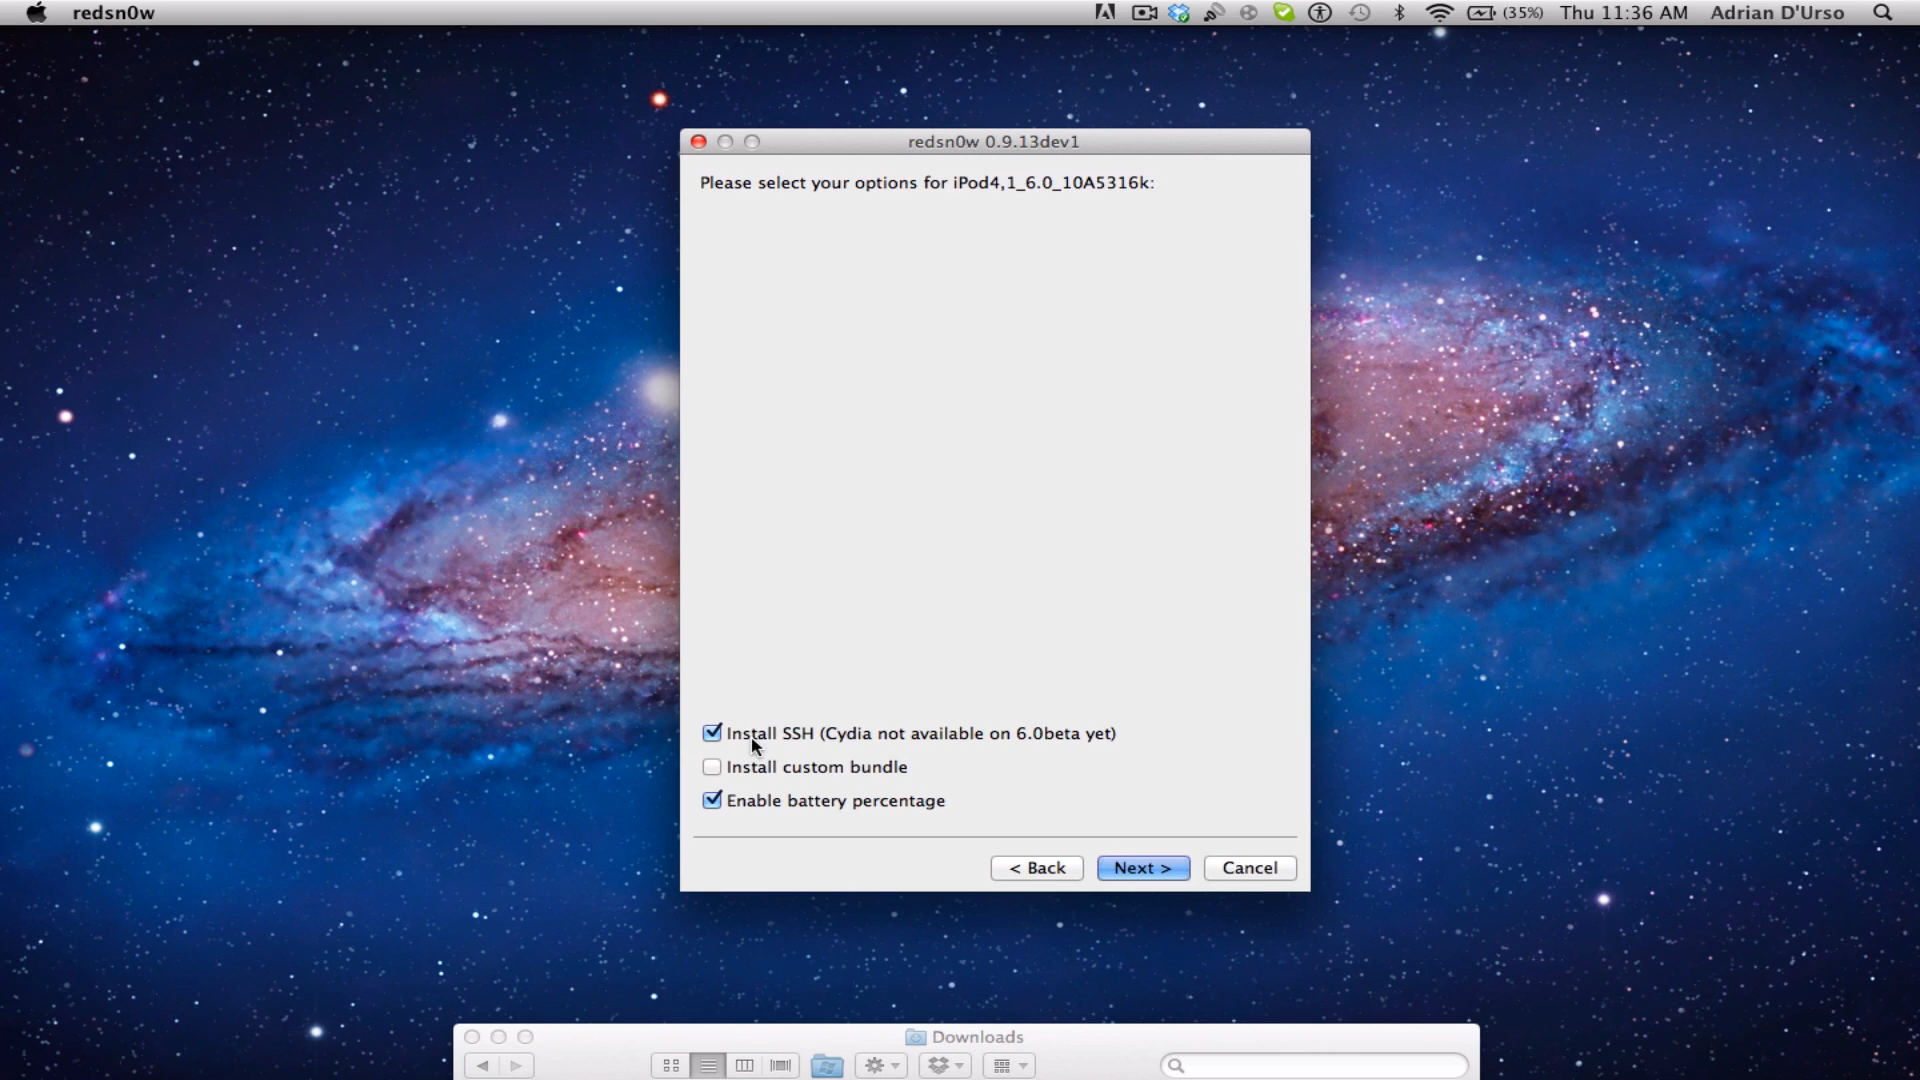 redsn0w
(35%) Thu 11:36 AM Adrian D'Urso
redsn0w 0.9.13dev1
Please select your options for iPod4,1_6.0_10A5316k:
Install SSH (Cydia not available on 6.0beta yet)
Install custom bundle
Enable battery percentage
< Back Next > Cancel
Downloads